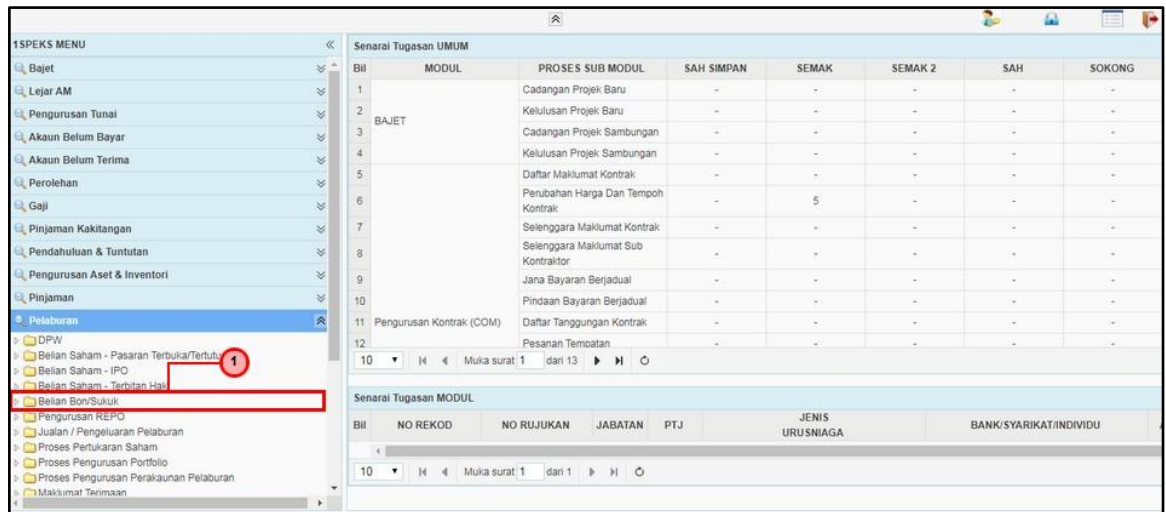 1SPEKS MENU
Bajet
Lejar AM
Pengurusan Tunai
Akaun Belum Bayar
Akaun Belum Terima
Perolehan
Gaji
Pinjaman Kakitangan
Pendahuluan & Tuntutan
Pengurusan Aset & Inventori
Pinjaman
Pelaburan
DPW
Belian Saham - Pasaran Terbuka/Tertutup
Belian Saham - IPO
Belian Saham - Terbitan Hak
Belian Bon/Sukuk
Pengurusan REPO
Jualan / Pengeluaran Pelaburan
Proses Pertukaran Saham
Proses Pengurusan Portfolio
Proses Pengurusan Perakaunan Pelaburan
Maklumat Terimaan
1
Senarai Tugasan UMUM
Bil MODUL PROSES SUB MODUL SAH SIMPAN SEMAK SEMAK 2 SAH SOKONG
1 Cadangan Projek Baru - - - - -
2 BAJET Kelulusan Projek Baru - - - - -
3 Cadangan Projek Sambungan - - - - -
4 Kelulusan Projek Sambungan - - - - -
5 Daftar Maklumat Kontrak - - - - -
6 Perubahan Harga Dan Tempoh - 5 - - -
Kontrak
7 Selenggara Maklumat Kontrak - - - - -
8 Selenggara Maklumat Sub - - - - -
Kontraktor
9 Jana Bayaran Berjadual - - - - -
10 Pindaan Bayaran Berjadual - - - - -
11 Pengurusan Kontrak (COM) Daftar Tanggungan Kontrak - - - - -
12 Pesanan Tempatan - - - - -
10 Muka surat 1 dari 13
Senarai Tugasan MODUL
Bil NO REKOD NO RUJUKAN JABATAN PTJ JENIS
URUSNIAGA BANK/SYARIKAT/INDIVIDU
10 Muka surat 1 dari 1